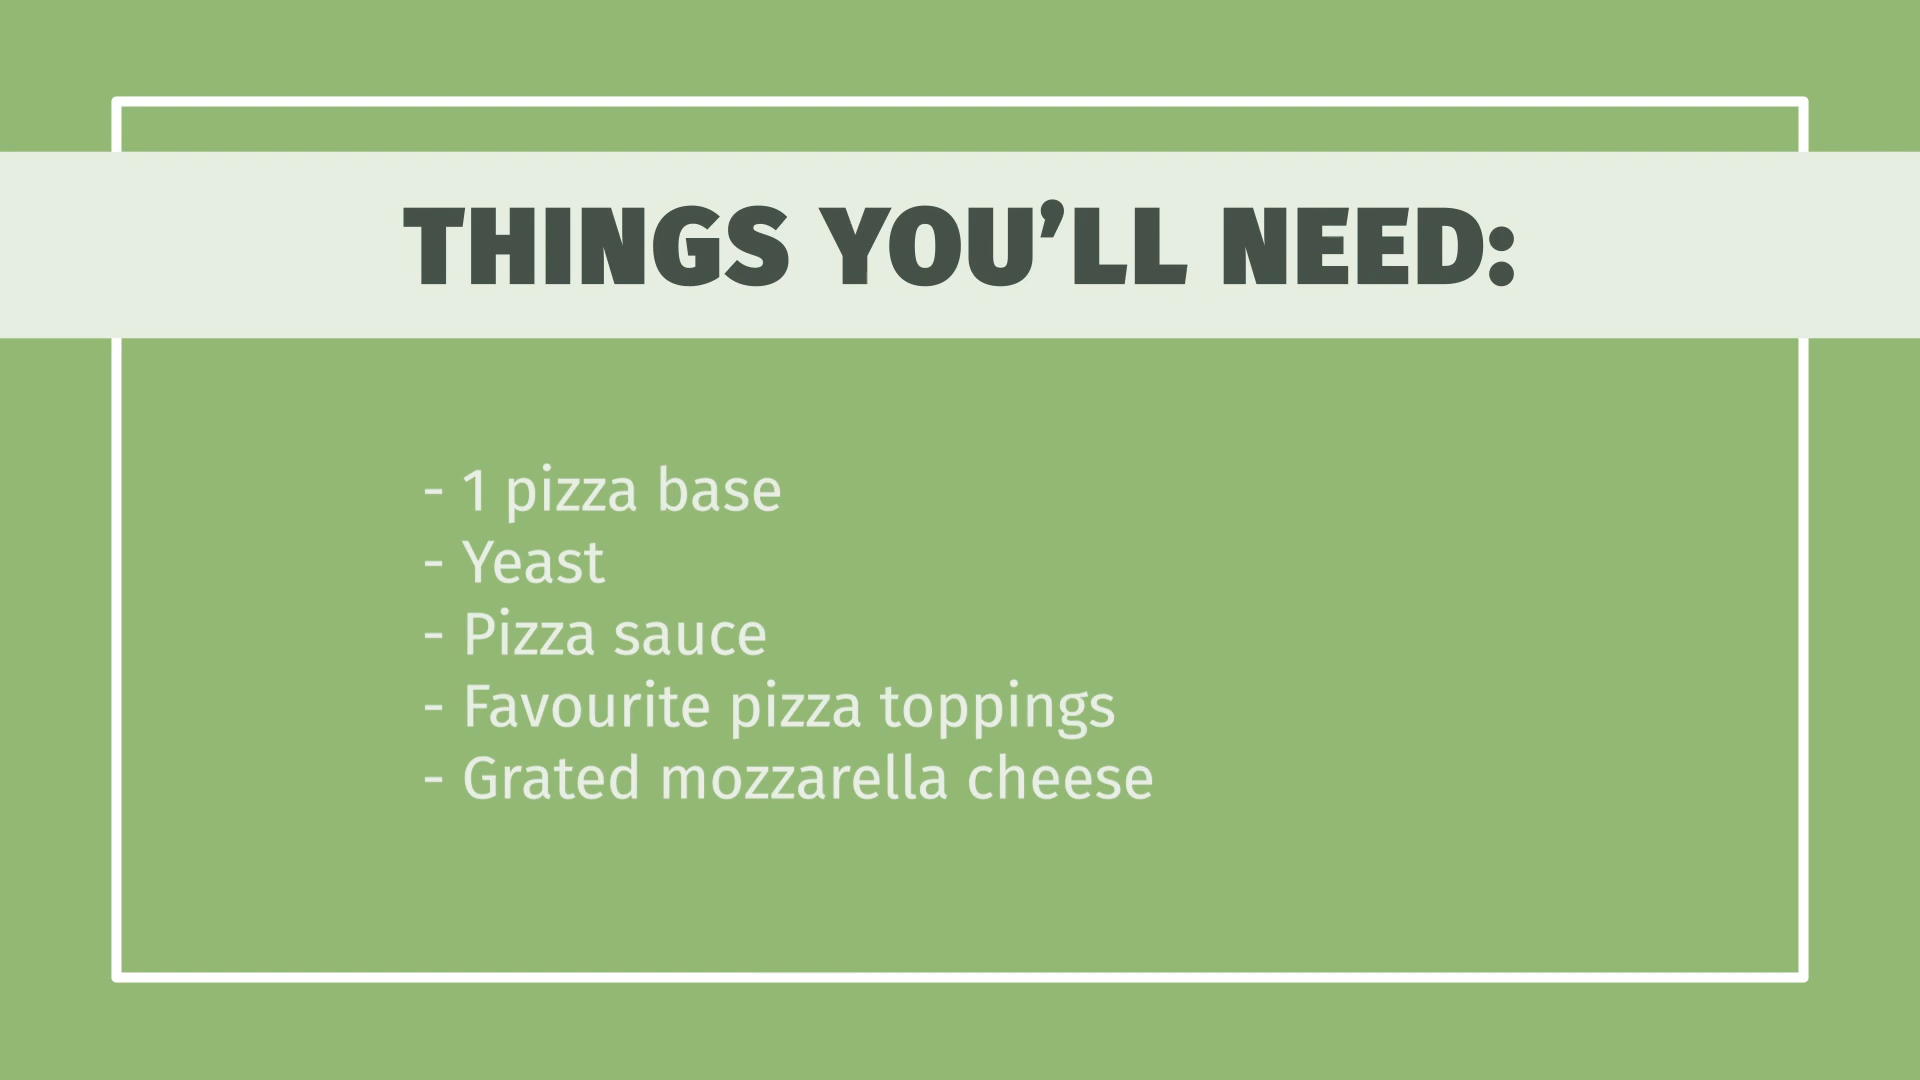 THINGS YOU’LL NEED:
- 1 pizza base
- Yeast
- Pizza sauce
- Favourite pizza toppings
- Grated mozzarella cheese